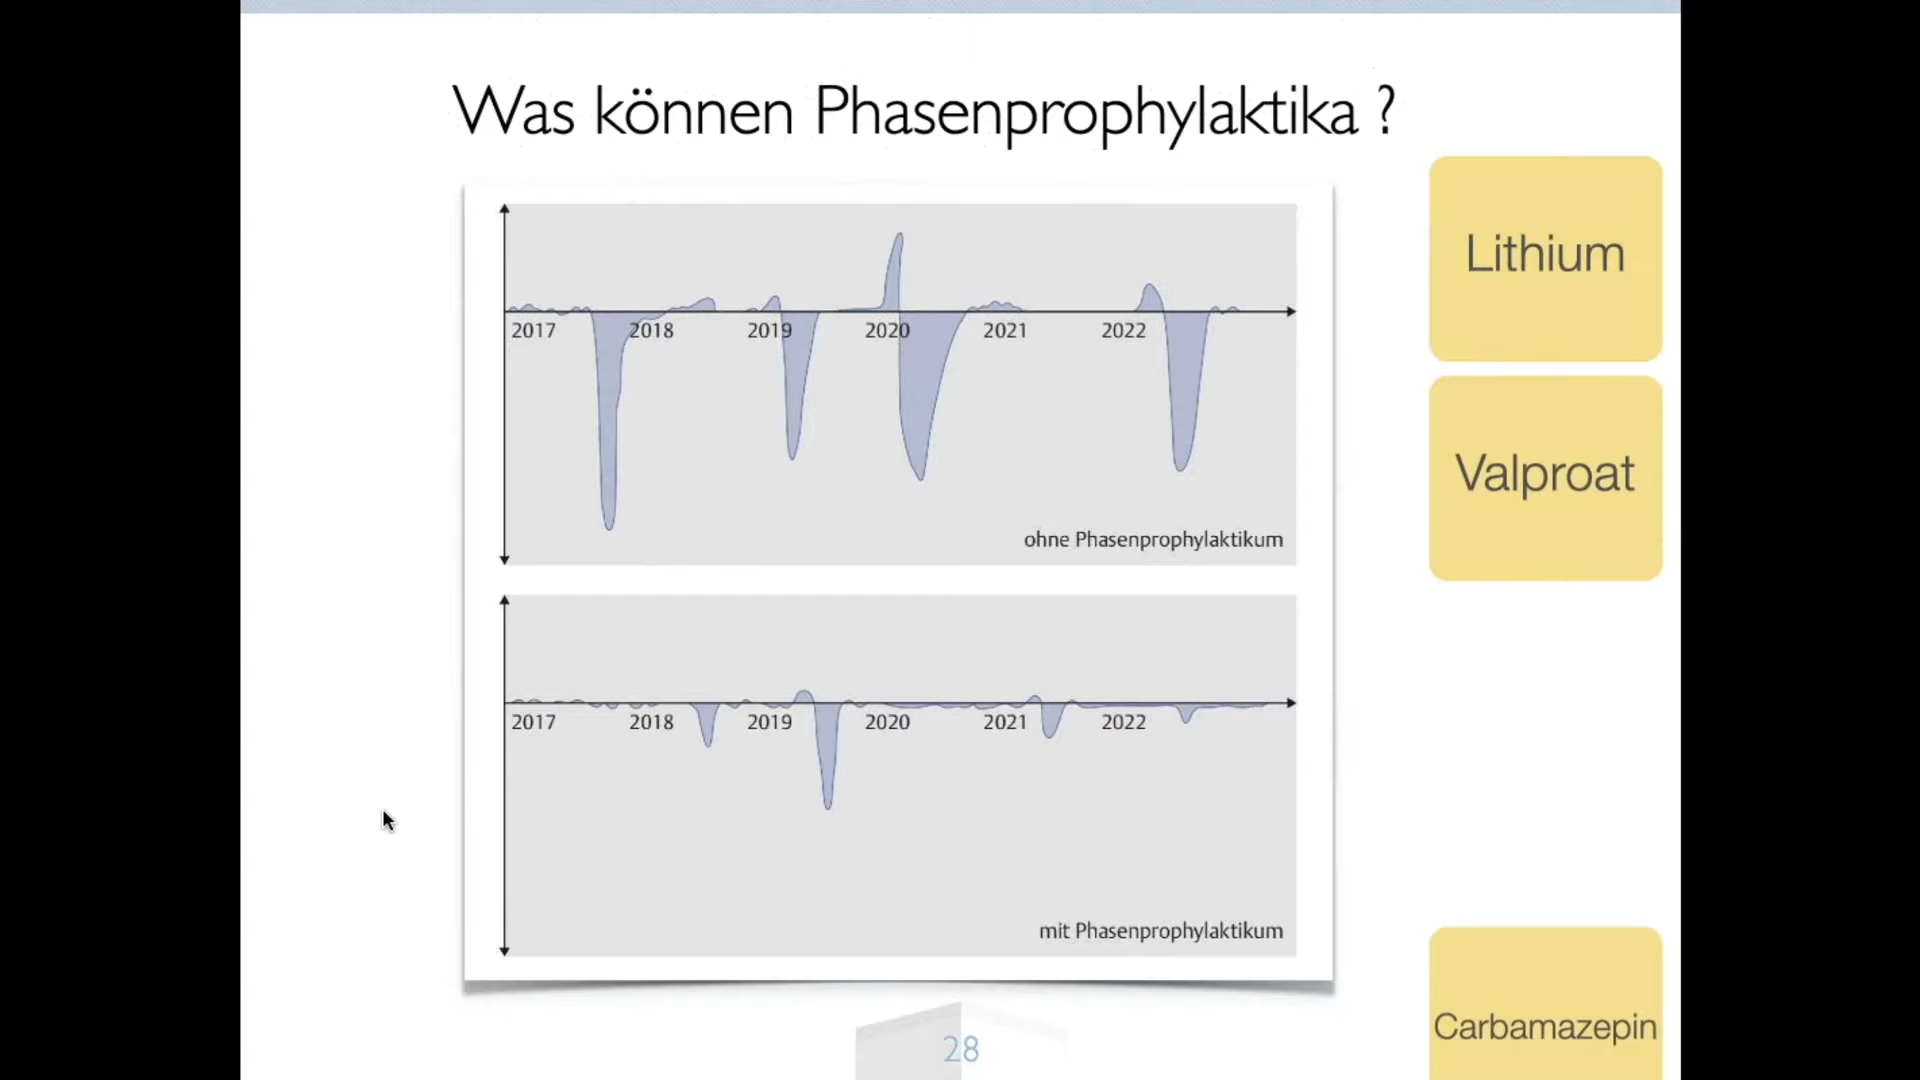 Was können Phasenprophylaktika ?
2017 2018 2019 2020 2021 2022
ohne Phasenprophylaktikum
2017 2018 2019 2020 2021 2022
mit Phasenprophylaktikum
Lithium
Valproat
Carbamazepin
28